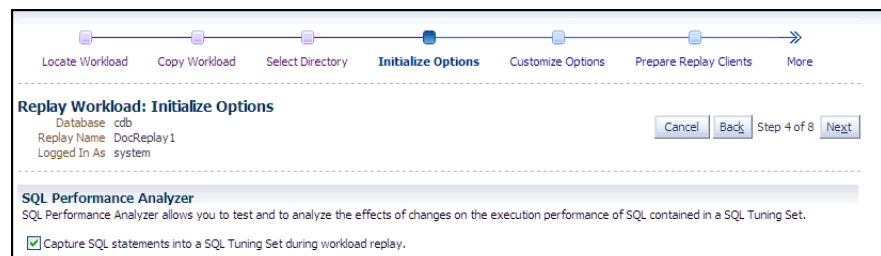 Locate Workload Copy Workload Select Directory Initialize Options Customize Options Prepare Replay Clients More
Replay Workload: Initialize Options
Database cdb
Replay Name DocReplay1
Logged In As system
Cancel Back Step 4 of 8 Next
SQL Performance Analyzer
SQL Performance Analyzer allows you to test and to analyze the effects of changes on the execution performance of SQL contained in a SQL Tuning Set.
Capture SQL statements into a SQL Tuning Set during workload replay.